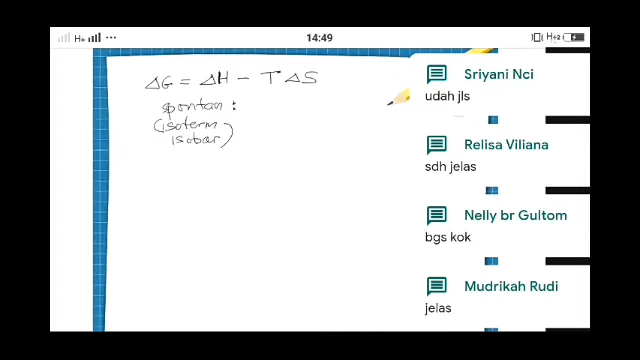 H+
14:49
H+2
ΔG = ΔH - TΔS
spontan :
(isoterm
isobar)
Sriyani Nci
udah jls
Relisa Viliana
sdh jelas
Nelly br Gultom
bgs kok
Mudrikah Rudi
jelas